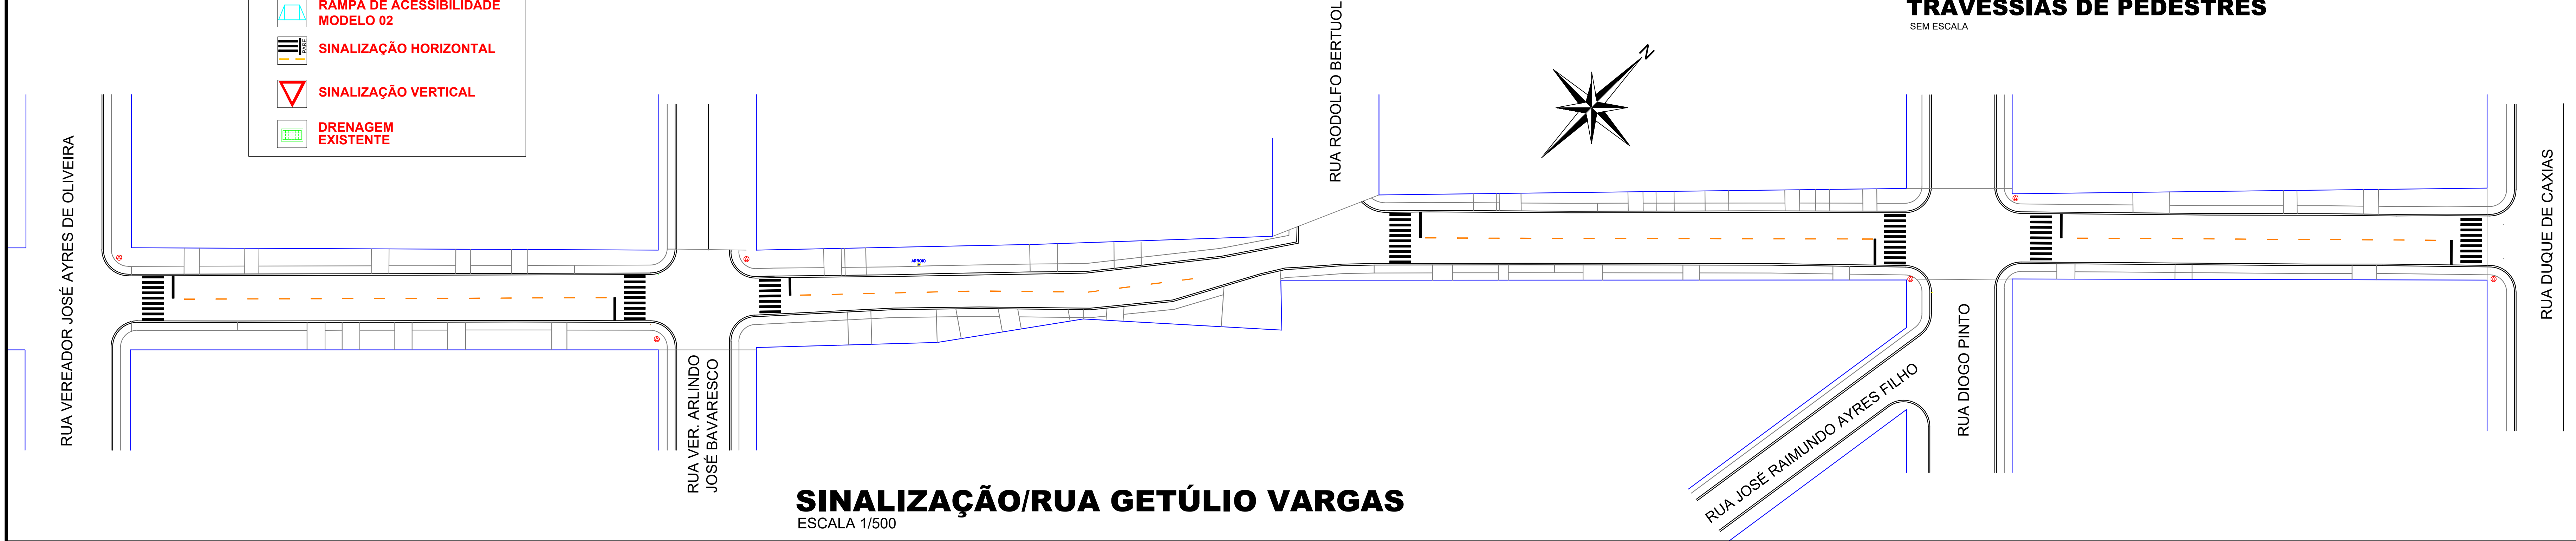 RAMPA DE ACESSIBILIDADE
MODELO 02
PARE
SINALIZAÇÃO HORIZONTAL
SINALIZAÇÃO VERTICAL
DRENAGEM
EXISTENTE
TRAVESSIAS DE PEDESTRES
SEM ESCALA
N
RUA VEREADOR JOSÉ AYRES DE OLIVEIRA
RUA VER. ARLINDO
JOSÉ BAVARESCO
ARROIO
RUA RODOLFO BERTUOL
RUA JOSÉ RAIMUNDO AYRES FILHO
RUA DIOGO PINTO
RUA DUQUE DE CAXIAS
SINALIZAÇÃO/RUA GETÚLIO VARGAS
ESCALA 1/500